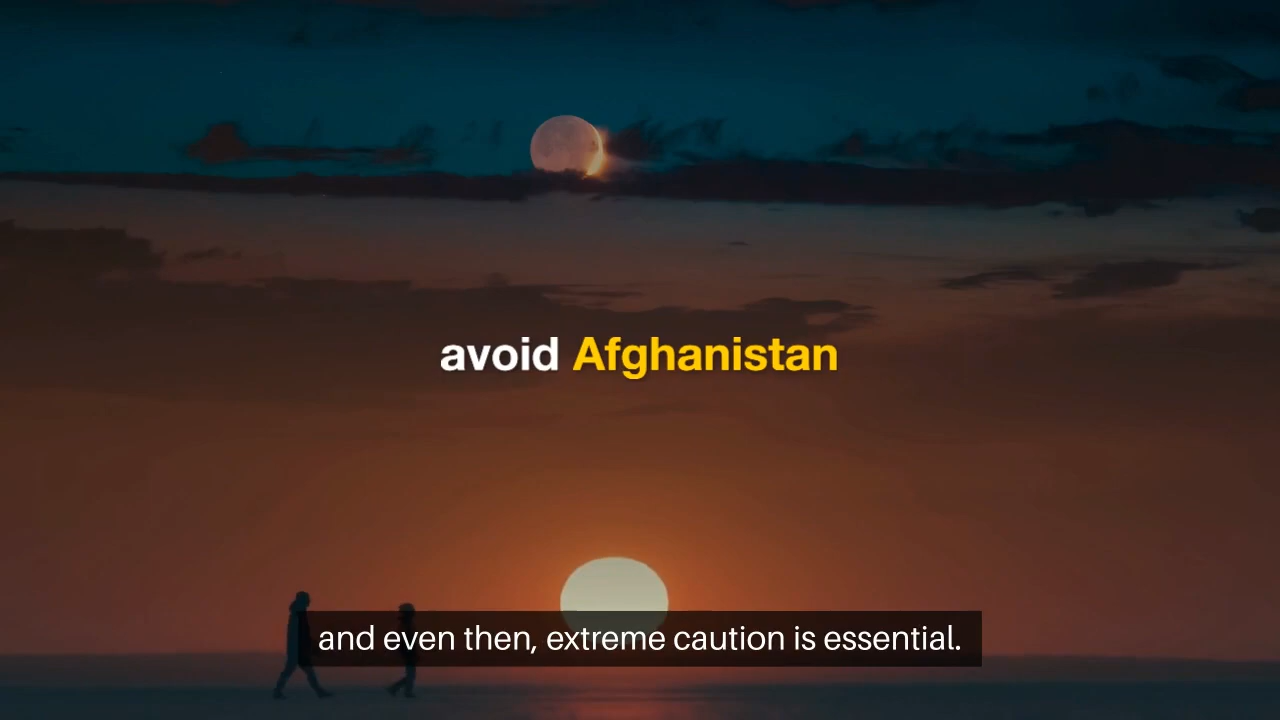 avoid Afghanistan
and even then, extreme caution is essential.